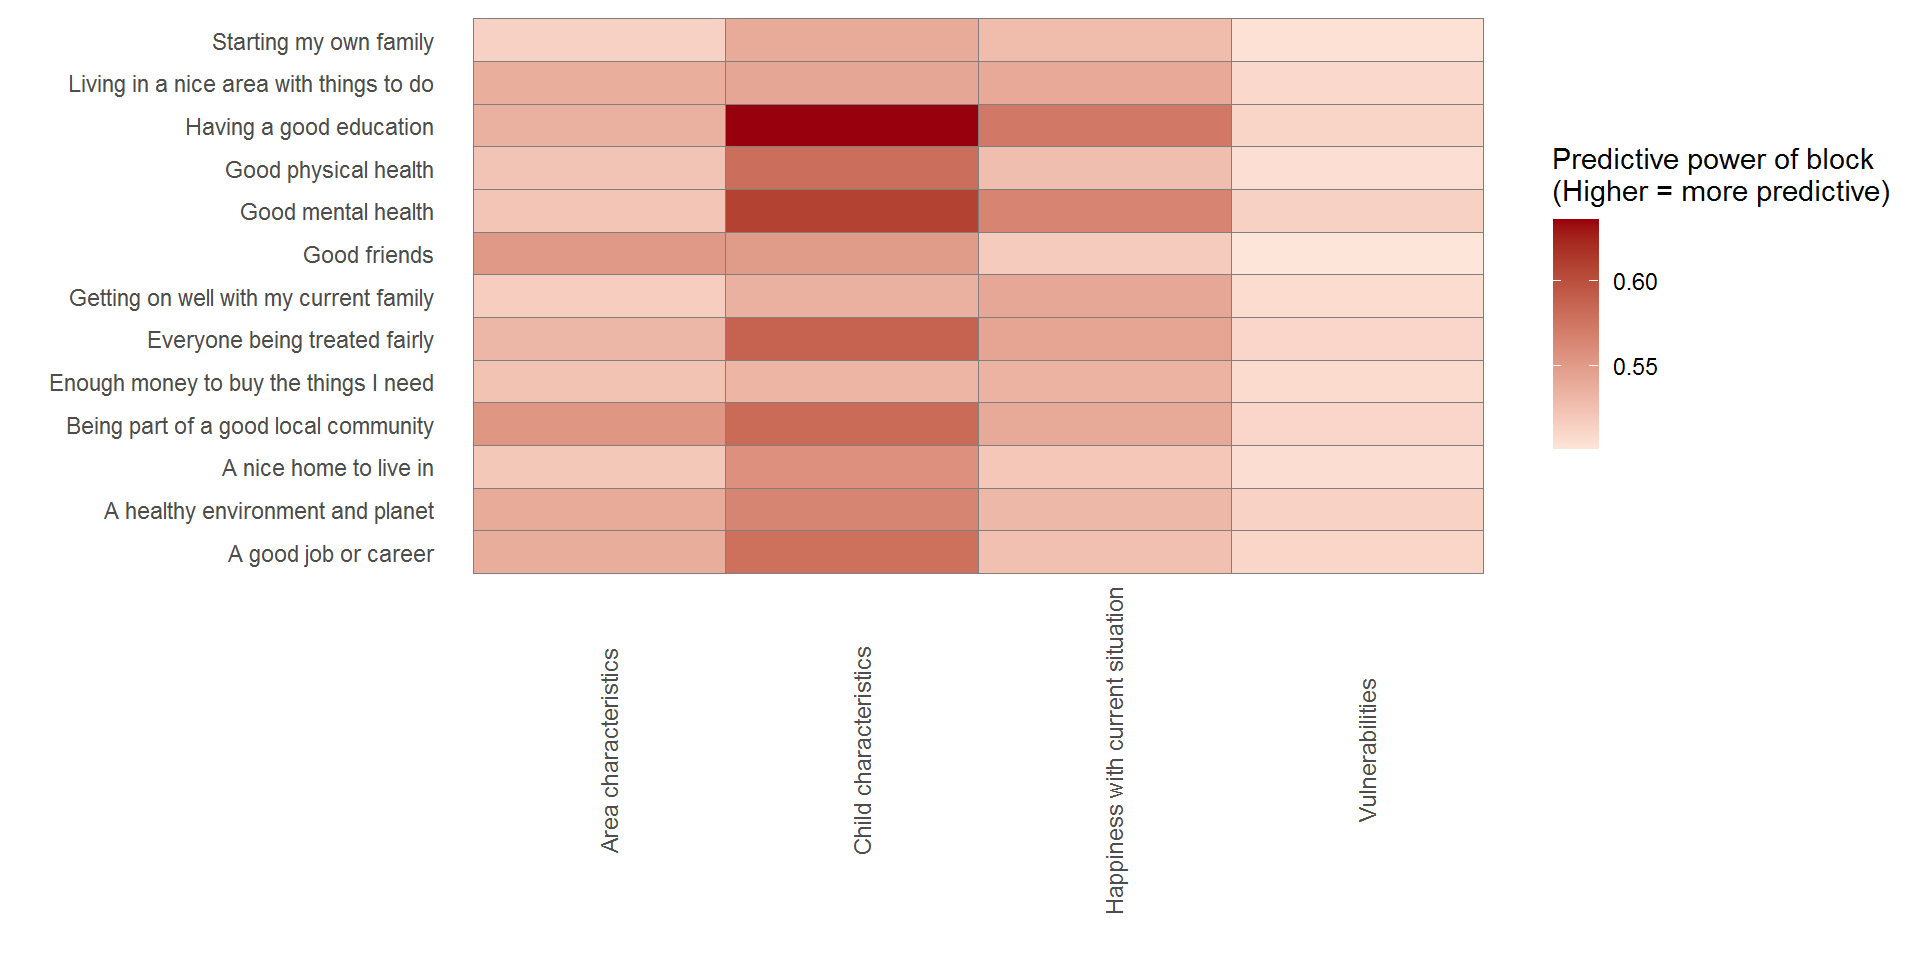 Starting my own family
Living in a nice area with things to do
Having a good education
Good physical health
Good mental health
Good friends
Getting on well with my current family
Everyone being treated fairly
Enough money to buy the things I need
Being part of a good local community
A nice home to live in
A healthy environment and planet
A good job or career
Area characteristics
Child characteristics
Happiness with current situation
Vulnerabilities
Predictive power of block
(Higher = more predictive)
0.60
0.55